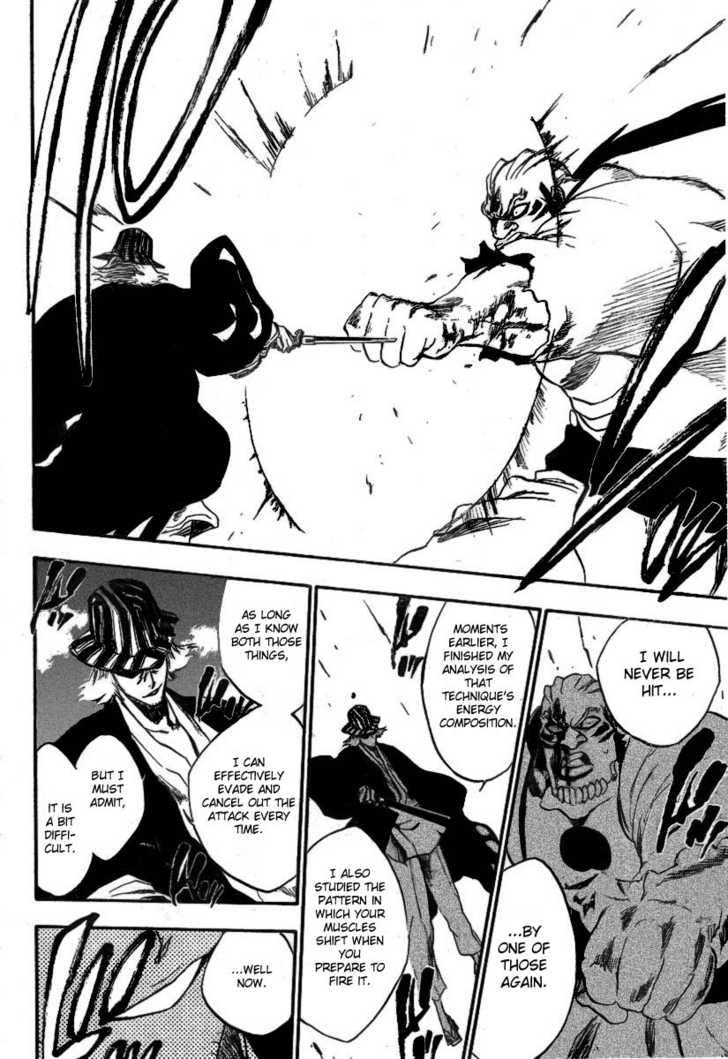 I WILL
NEVER BE
HIT...
...BY
ONE OF
THOSE
AGAIN.
MOMENTS
EARLIER, I
FINISHED MY
ANALYSIS OF
THAT
TECHNIQUE'S
ENERGY
COMPOSITION.
I ALSO
STUDIED THE
PATTERN IN
WHICH YOUR
MUSCLES
SHIFT WHEN
YOU
PREPARE TO
FIRE IT.
AS LONG
AS I KNOW
BOTH THOSE
THINGS,
I CAN
EFFECTIVELY
EVADE AND
CANCEL OUT THE
ATTACK EVERY
TIME.
BUT I
MUST
ADMIT,
IT IS
A BIT
DIFFI-
CULT.
...WELL
NOW.